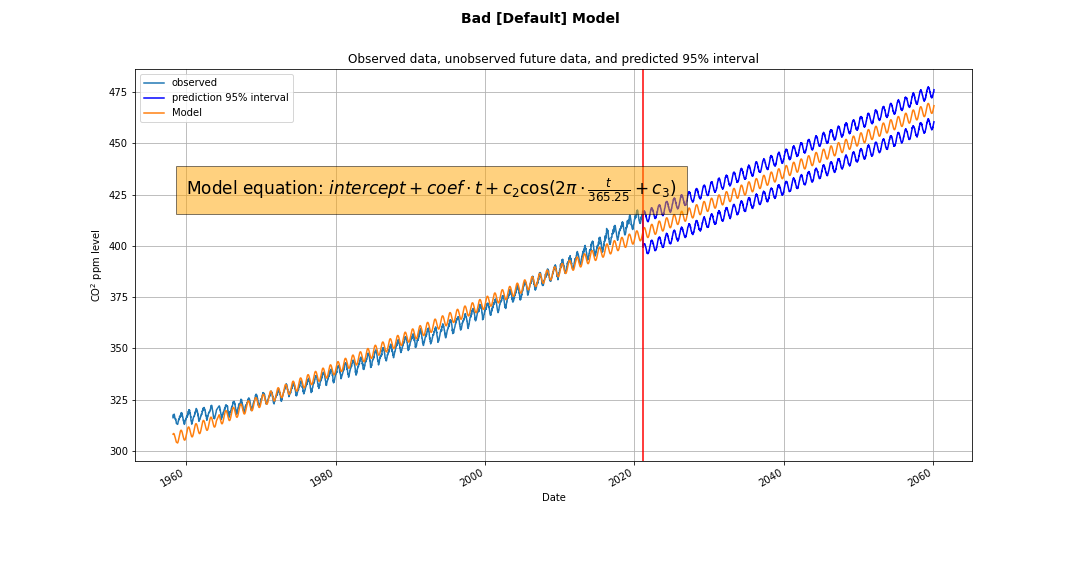 Bad [Default] Model
Observed data, unobserved future data, and predicted 95% interval
observed
prediction 95% interval
Model
Model equation: intercept + coef · t + c₂cos(2π · t/365.25 + c₃)
CO² ppm level
475
450
425
400
375
350
325
300
1960
1980
2000
2020
2040
2060
Date